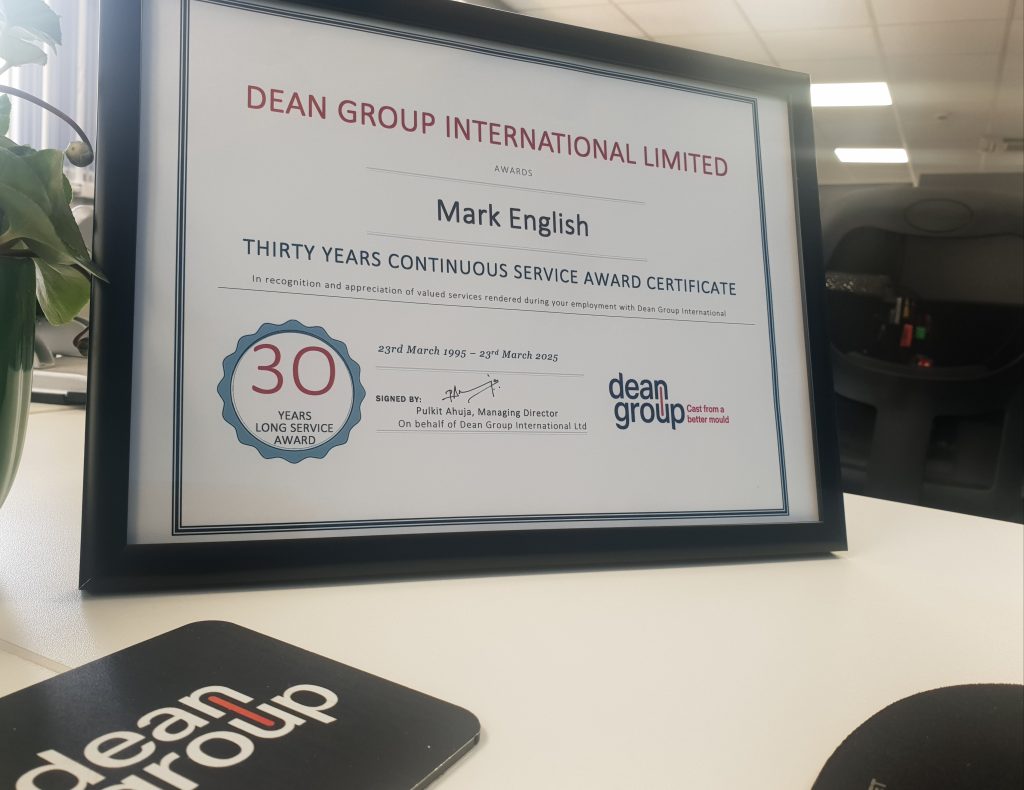 DEAN GROUP INTERNATIONAL LIMITED
AWARDS
Mark English
THIRTY YEARS CONTINUOUS SERVICE AWARD CERTIFICATE
In recognition and appreciation of valued services rendered during your employment with Dean Group International
30
YEARS
LONG SERVICE
AWARD
23rd March 1995 – 23rd March 2025
SIGNED BY:
Pulkit Ahuja, Managing Director
On behalf of Dean Group International Ltd
dean
group
Cast from a
better mould
dean
group